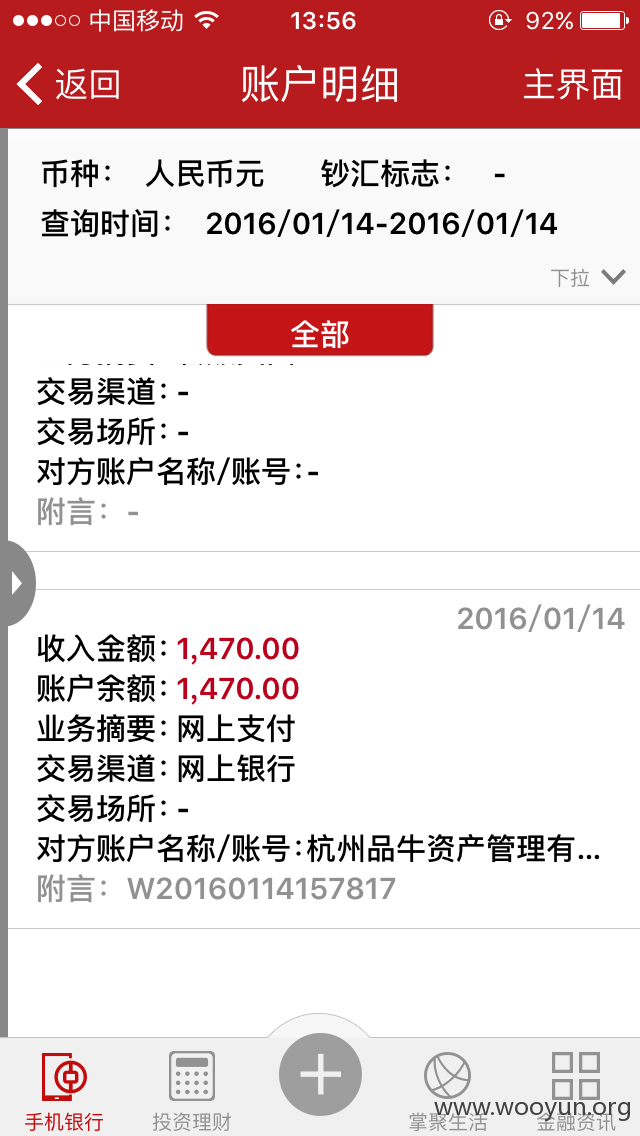 中国移动 13:56 92%
返回 账户明细 主界面
币种： 人民币元 钞汇标志： -
查询时间： 2016/01/14-2016/01/14
下拉
全部
交易渠道：-
交易场所：-
对方账户名称/账号：-
附言：-
2016/01/14
收入金额：1,470.00
账户余额：1,470.00
业务摘要：网上支付
交易渠道：网上银行
交易场所：-
对方账户名称/账号：杭州品牛资产管理有...
附言：W20160114157817
手机银行 投资理财 掌聚生活 金融资讯
www.wooyun.org